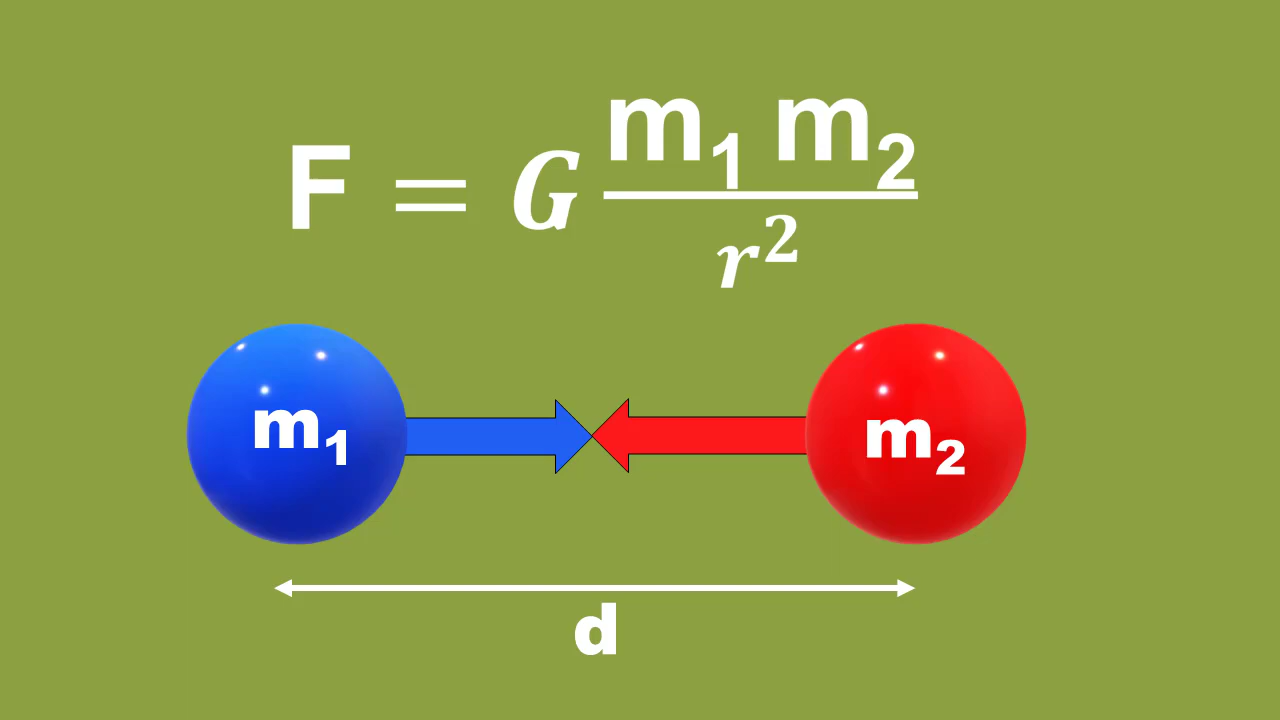 F = G m₁ m₂ / r²
m₁ m₂
d